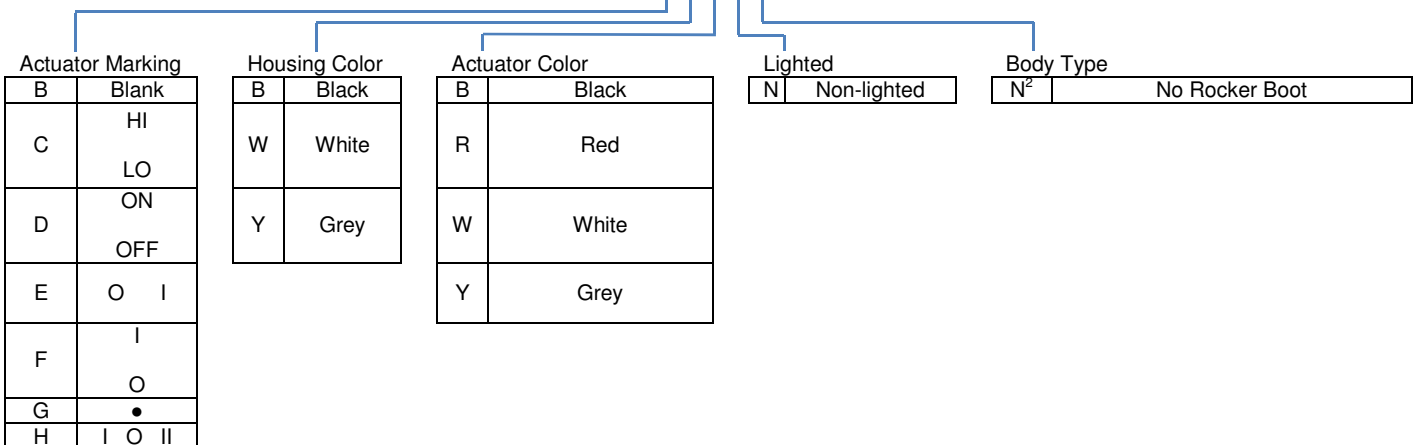 Actuator Marking
B Blank
C HI
LO
D ON
OFF
E O I
F I
O
G ●
H I O II
Housing Color
B Black
W White
Y Grey
Actuator Color
B Black
R Red
W White
Y Grey
Lighted
N Non-lighted
Body Type
N² No Rocker Boot